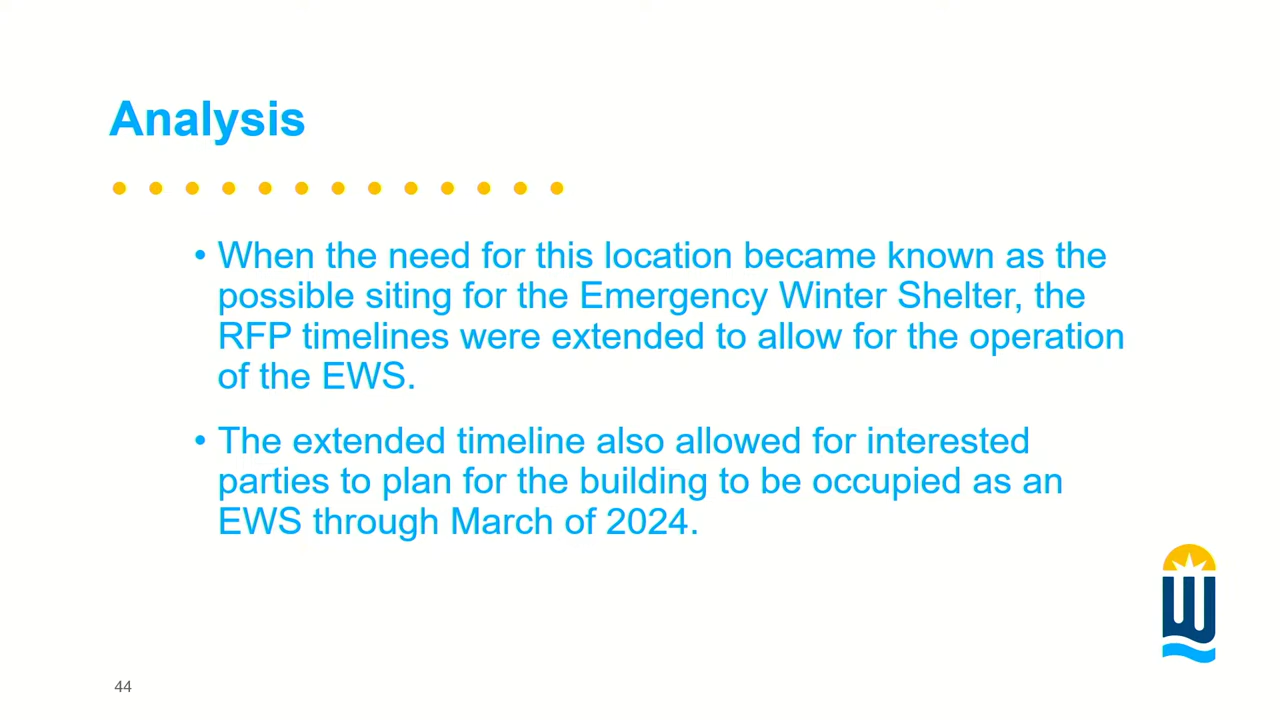 Analysis
• When the need for this location became known as the
possible siting for the Emergency Winter Shelter, the
RFP timelines were extended to allow for the operation
of the EWS.
• The extended timeline also allowed for interested
parties to plan for the building to be occupied as an
EWS through March of 2024.
W
44